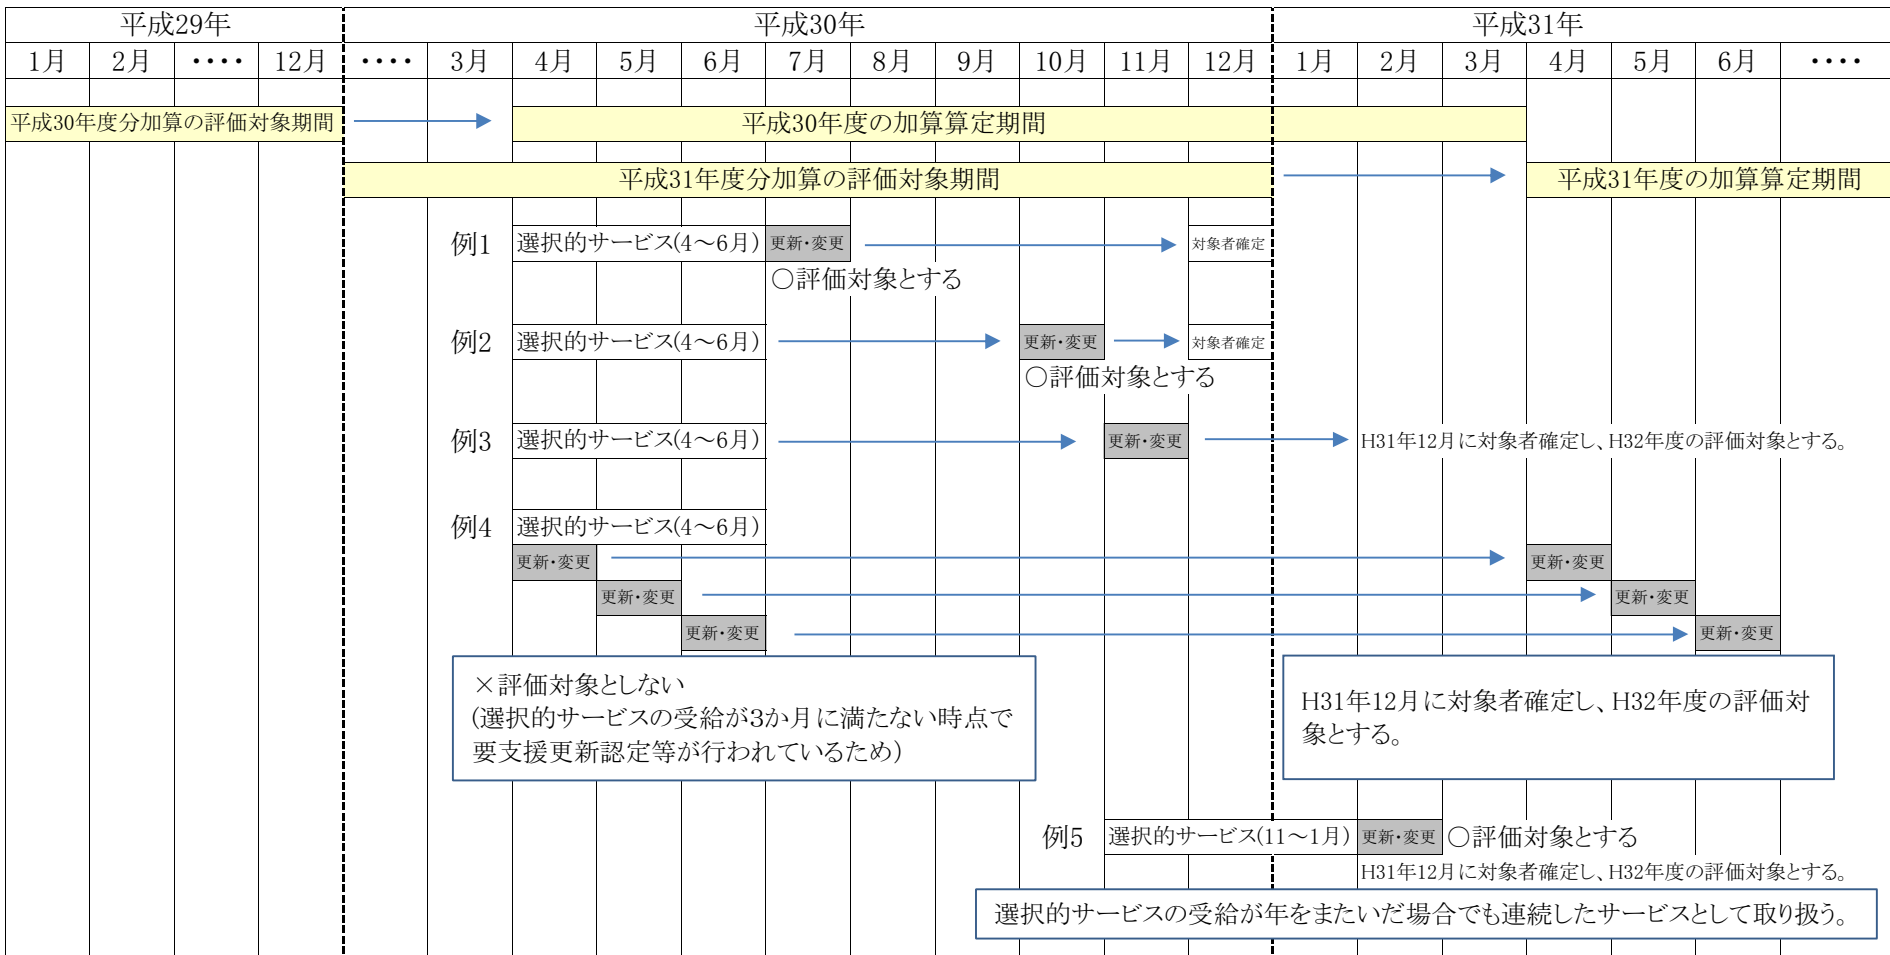 平成29年 平成30年 平成31年
1月 2月 ・・・・ 12月 ・・・・ 3月 4月 5月 6月 7月 8月 9月 10月 11月 12月 1月 2月 3月 4月 5月 6月 ・・・・
平成30年度分加算の評価対象期間 平成30年度の加算算定期間
平成31年度分加算の評価対象期間 平成31年度の加算算定期間
例1 選択的サービス(4～6月) 更新・変更 対象者確定
〇評価対象とする
例2 選択的サービス(4～6月) 更新・変更 対象者確定
〇評価対象とする
例3 選択的サービス(4～6月) 更新・変更 H31年12月に対象者確定し、H32年度の評価対象とする。
例4 選択的サービス(4～6月)
更新・変更 更新・変更
更新・変更 更新・変更
更新・変更 更新・変更
×評価対象としない
(選択的サービスの受給が3か月に満たない時点で
要支援更新認定等が行われているため)
H31年12月に対象者確定し、H32年度の評価対
象とする。
例5 選択的サービス(11～1月) 更新・変更 〇評価対象とする
H31年12月に対象者確定し、H32年度の評価対象とする。
選択的サービスの受給が年をまたいだ場合でも連続したサービスとして取り扱う。